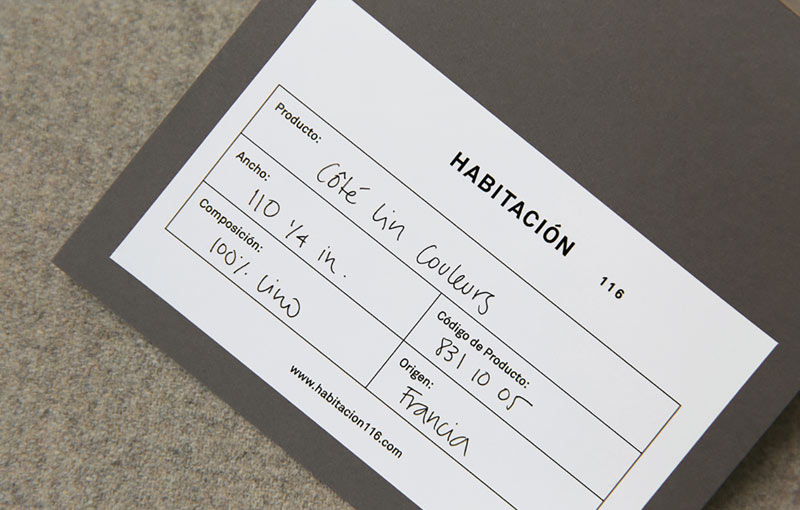 HABITACIÓN 116
Producto:
Côté Lin Couleurs
Ancho:
110 1/4 in.
Código de Producto:
831 10 05
Composición:
100% Lino
Origen:
Francia
www.habitacion116.com